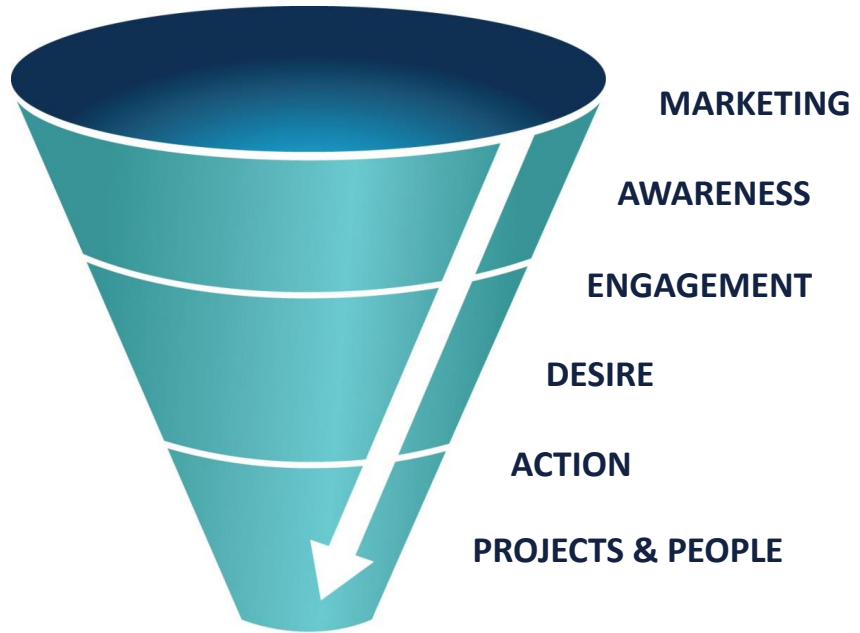 MARKETING
AWARENESS
ENGAGEMENT
DESIRE
ACTION
PROJECTS & PEOPLE